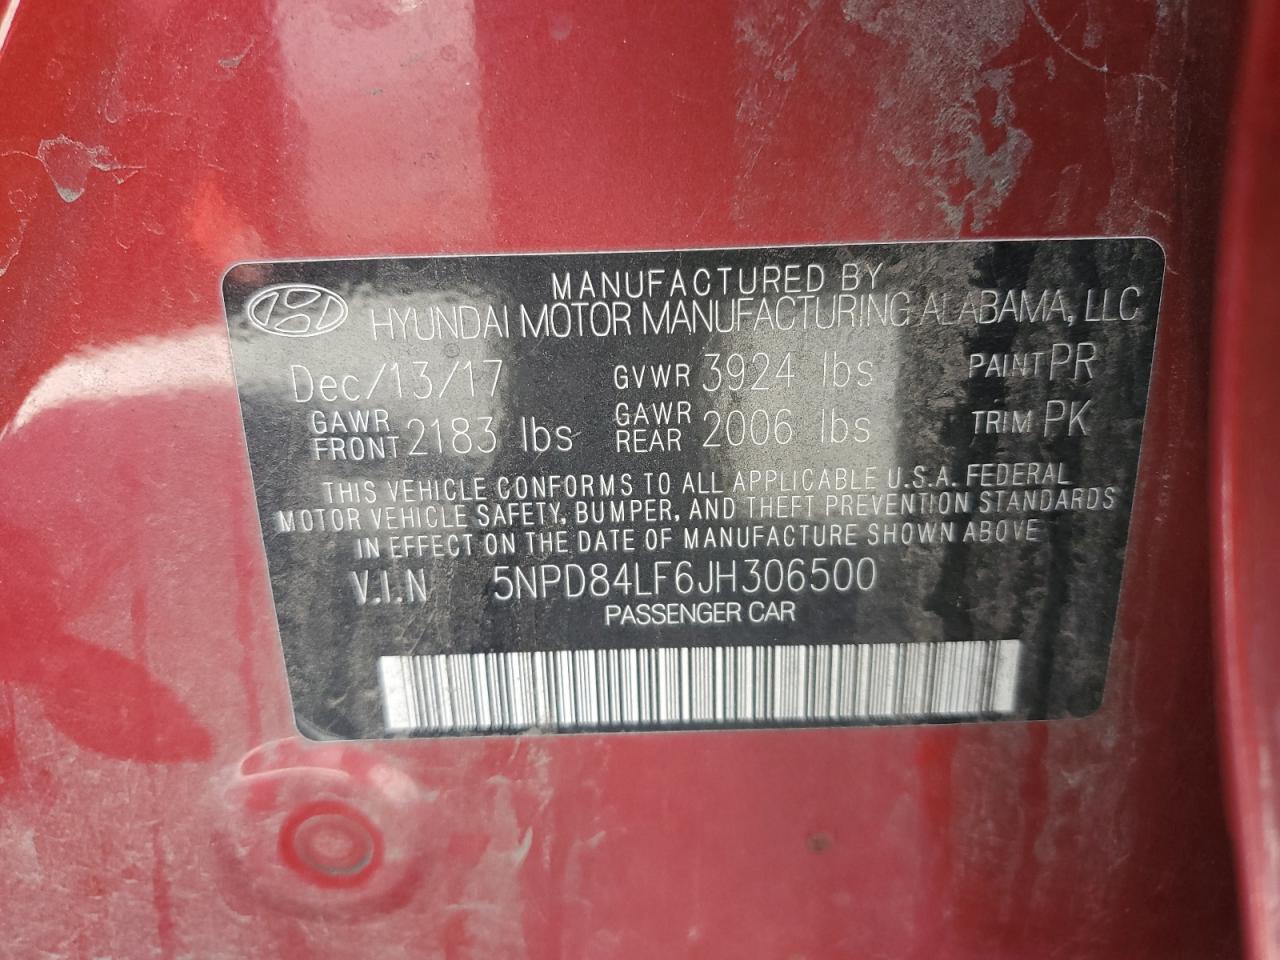 MANUFACTURED BY
HYUNDAI MOTOR MANUFACTURING ALABAMA, LLC
Dec/13/17 GVWR 3924 lbs PAINT PR
GAWR FRONT 2183 lbs GAWR REAR 2006 lbs TRIM PK
THIS VEHICLE CONFORMS TO ALL APPLICABLE U.S.A. FEDERAL
MOTOR VEHICLE SAFETY, BUMPER, AND THEFT PREVENTION STANDARDS
IN EFFECT ON THE DATE OF MANUFACTURE SHOWN ABOVE
V.I.N 5NPD84LF6JH306500
PASSENGER CAR